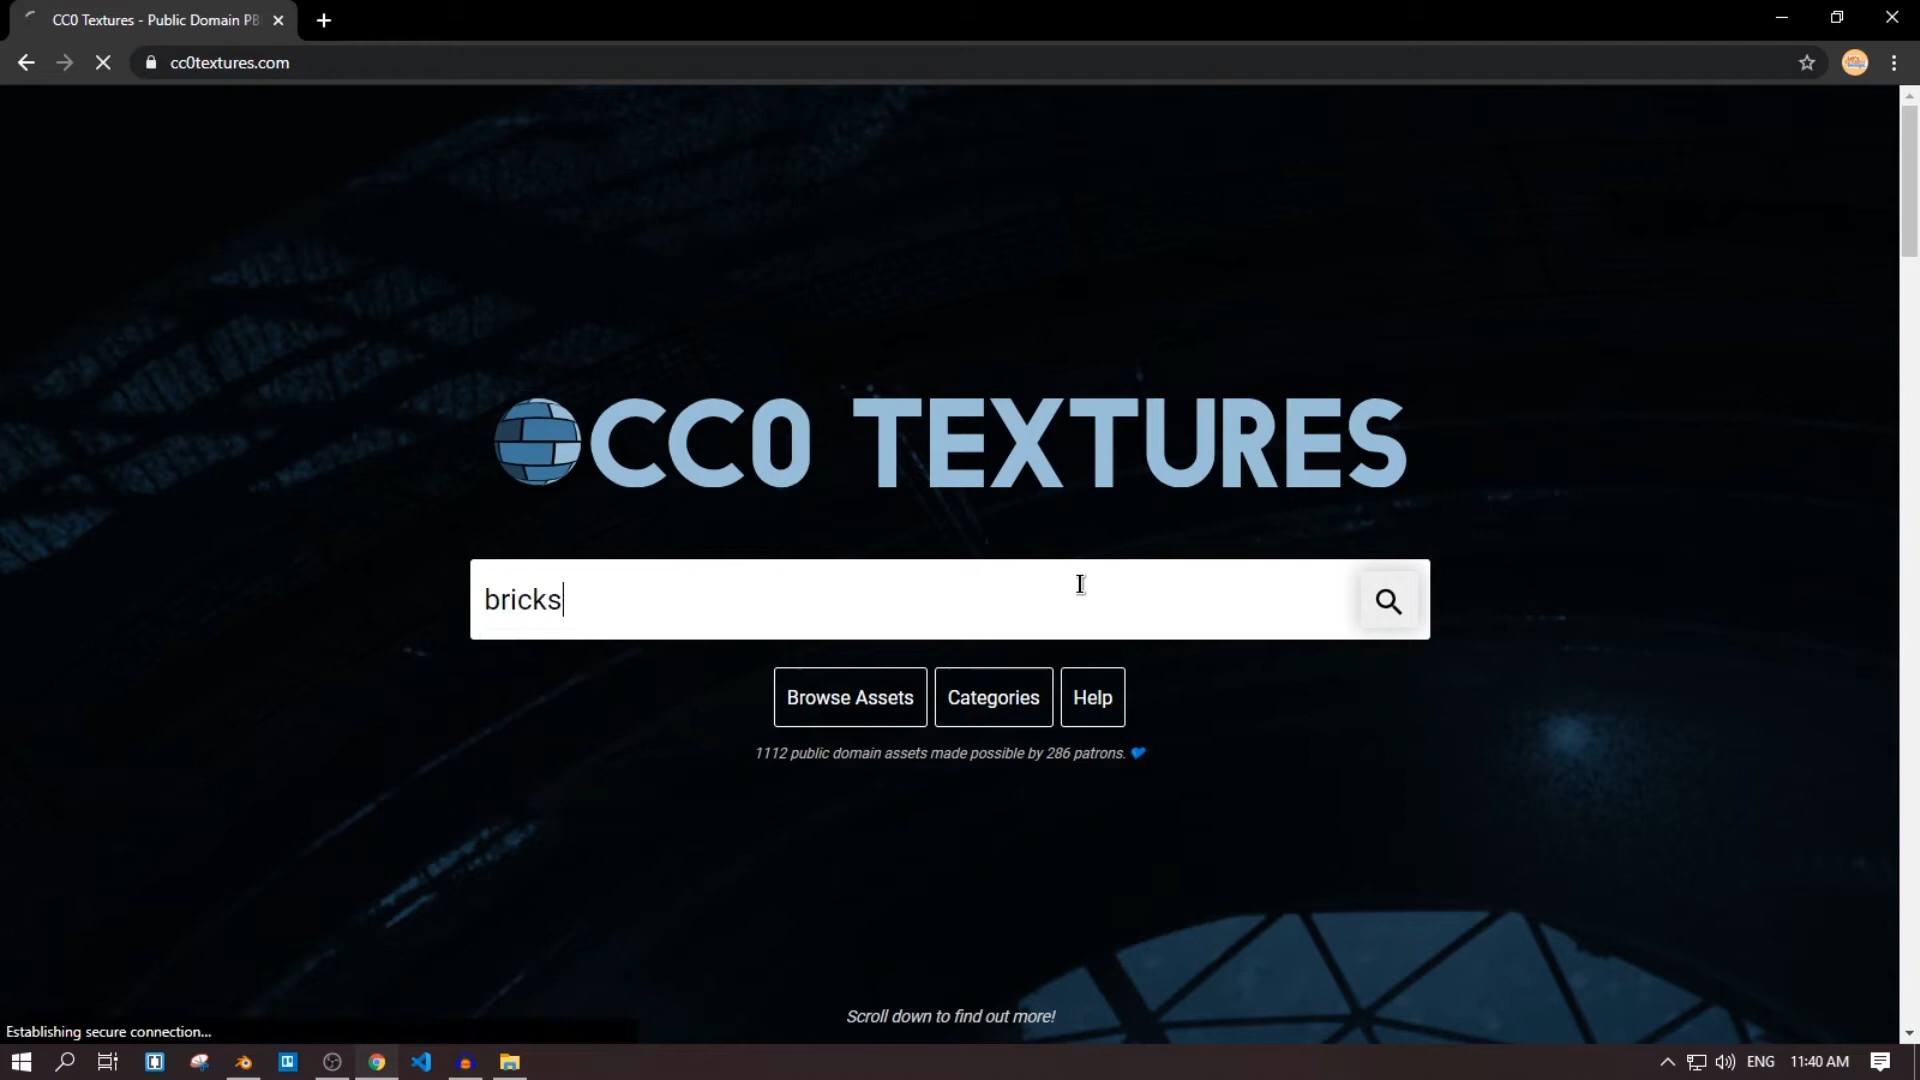 CC0 Textures - Public Domain PB
cc0textures.com
CC0 TEXTURES
bricks
Browse Assets
Categories
Help
1112 public domain assets made possible by 286 patrons.
Scroll down to find out more!
Establishing secure connection...
ENG
11:40 AM